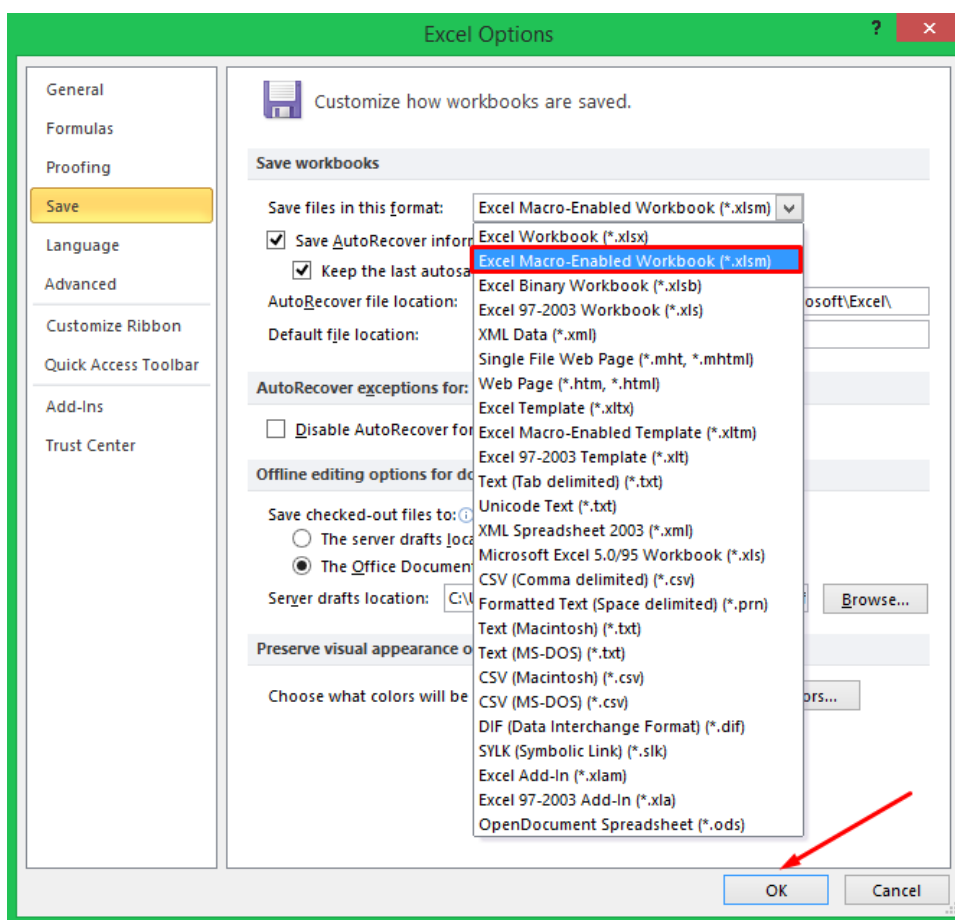 Excel Options
?
General
Formulas
Proofing
Save
Language
Advanced
Customize Ribbon
Quick Access Toolbar
Add-Ins
Trust Center
Customize how workbooks are saved.
Save workbooks
Save files in this format: Excel Macro-Enabled Workbook (*.xlsm)
Save AutoRecover
Keep the last
AutoRecover file location: osoft\Excel\
Default file location:
Excel Workbook (*.xlsx)
Excel Macro-Enabled Workbook (*.xlsm)
Excel Binary Workbook (*.xlsb)
Excel 97-2003 Workbook (*.xls)
XML Data (*.xml)
Single File Web Page (*.mht, *.mhtml)
Web Page (*.htm, *.html)
Excel Template (*.xltx)
Excel Macro-Enabled Template (*.xltm)
Excel 97-2003 Template (*.xlt)
Text (Tab delimited) (*.txt)
Unicode Text (*.txt)
XML Spreadsheet 2003 (*.xml)
Microsoft Excel 5.0/95 Workbook (*.xls)
CSV (Comma delimited) (*.csv)
Formatted Text (Space delimited) (*.prn)
Text (Macintosh) (*.txt)
Text (MS-DOS) (*.txt)
CSV (Macintosh) (*.csv)
CSV (MS-DOS) (*.csv)
DIF (Data Interchange Format) (*.dif)
SYLK (Symbolic Link) (*.slk)
Excel Add-In (*.xlam)
Excel 97-2003 Add-In (*.xla)
OpenDocument Spreadsheet (*.ods)
AutoRecover exceptions for:
Disable AutoRecover for
Offline editing options for
Save checked-out files to:
The server drafts
The Office
Server drafts location: C:\ Browse...
Preserve visual appearance
Choose what colors will be ors...
OK
Cancel